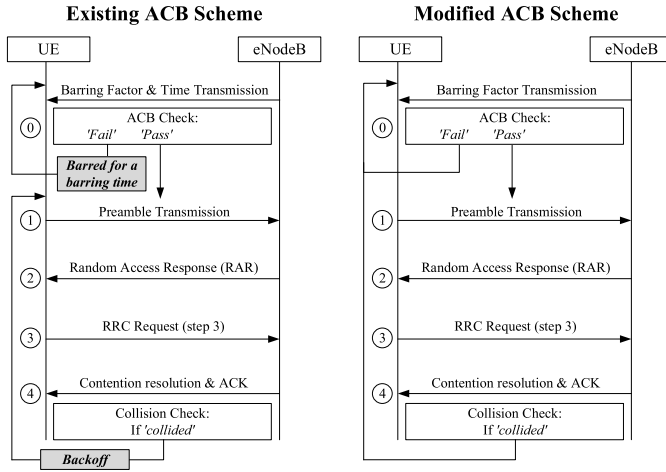 Existing ACB Scheme
UE
eNodeB
Barring Factor & Time Transmission
0
ACB Check:
'Fail' 'Pass'
Barred for a
barring time
1
Preamble Transmission
2
Random Access Response (RAR)
3
RRC Request (step 3)
4
Contention resolution & ACK
Collision Check:
If 'collided'
Backoff
Modified ACB Scheme
UE
eNodeB
Barring Factor Transmission
0
ACB Check:
'Fail' 'Pass'
1
Preamble Transmission
2
Random Access Response (RAR)
3
RRC Request (step 3)
4
Contention resolution & ACK
Collision Check:
If 'collided'